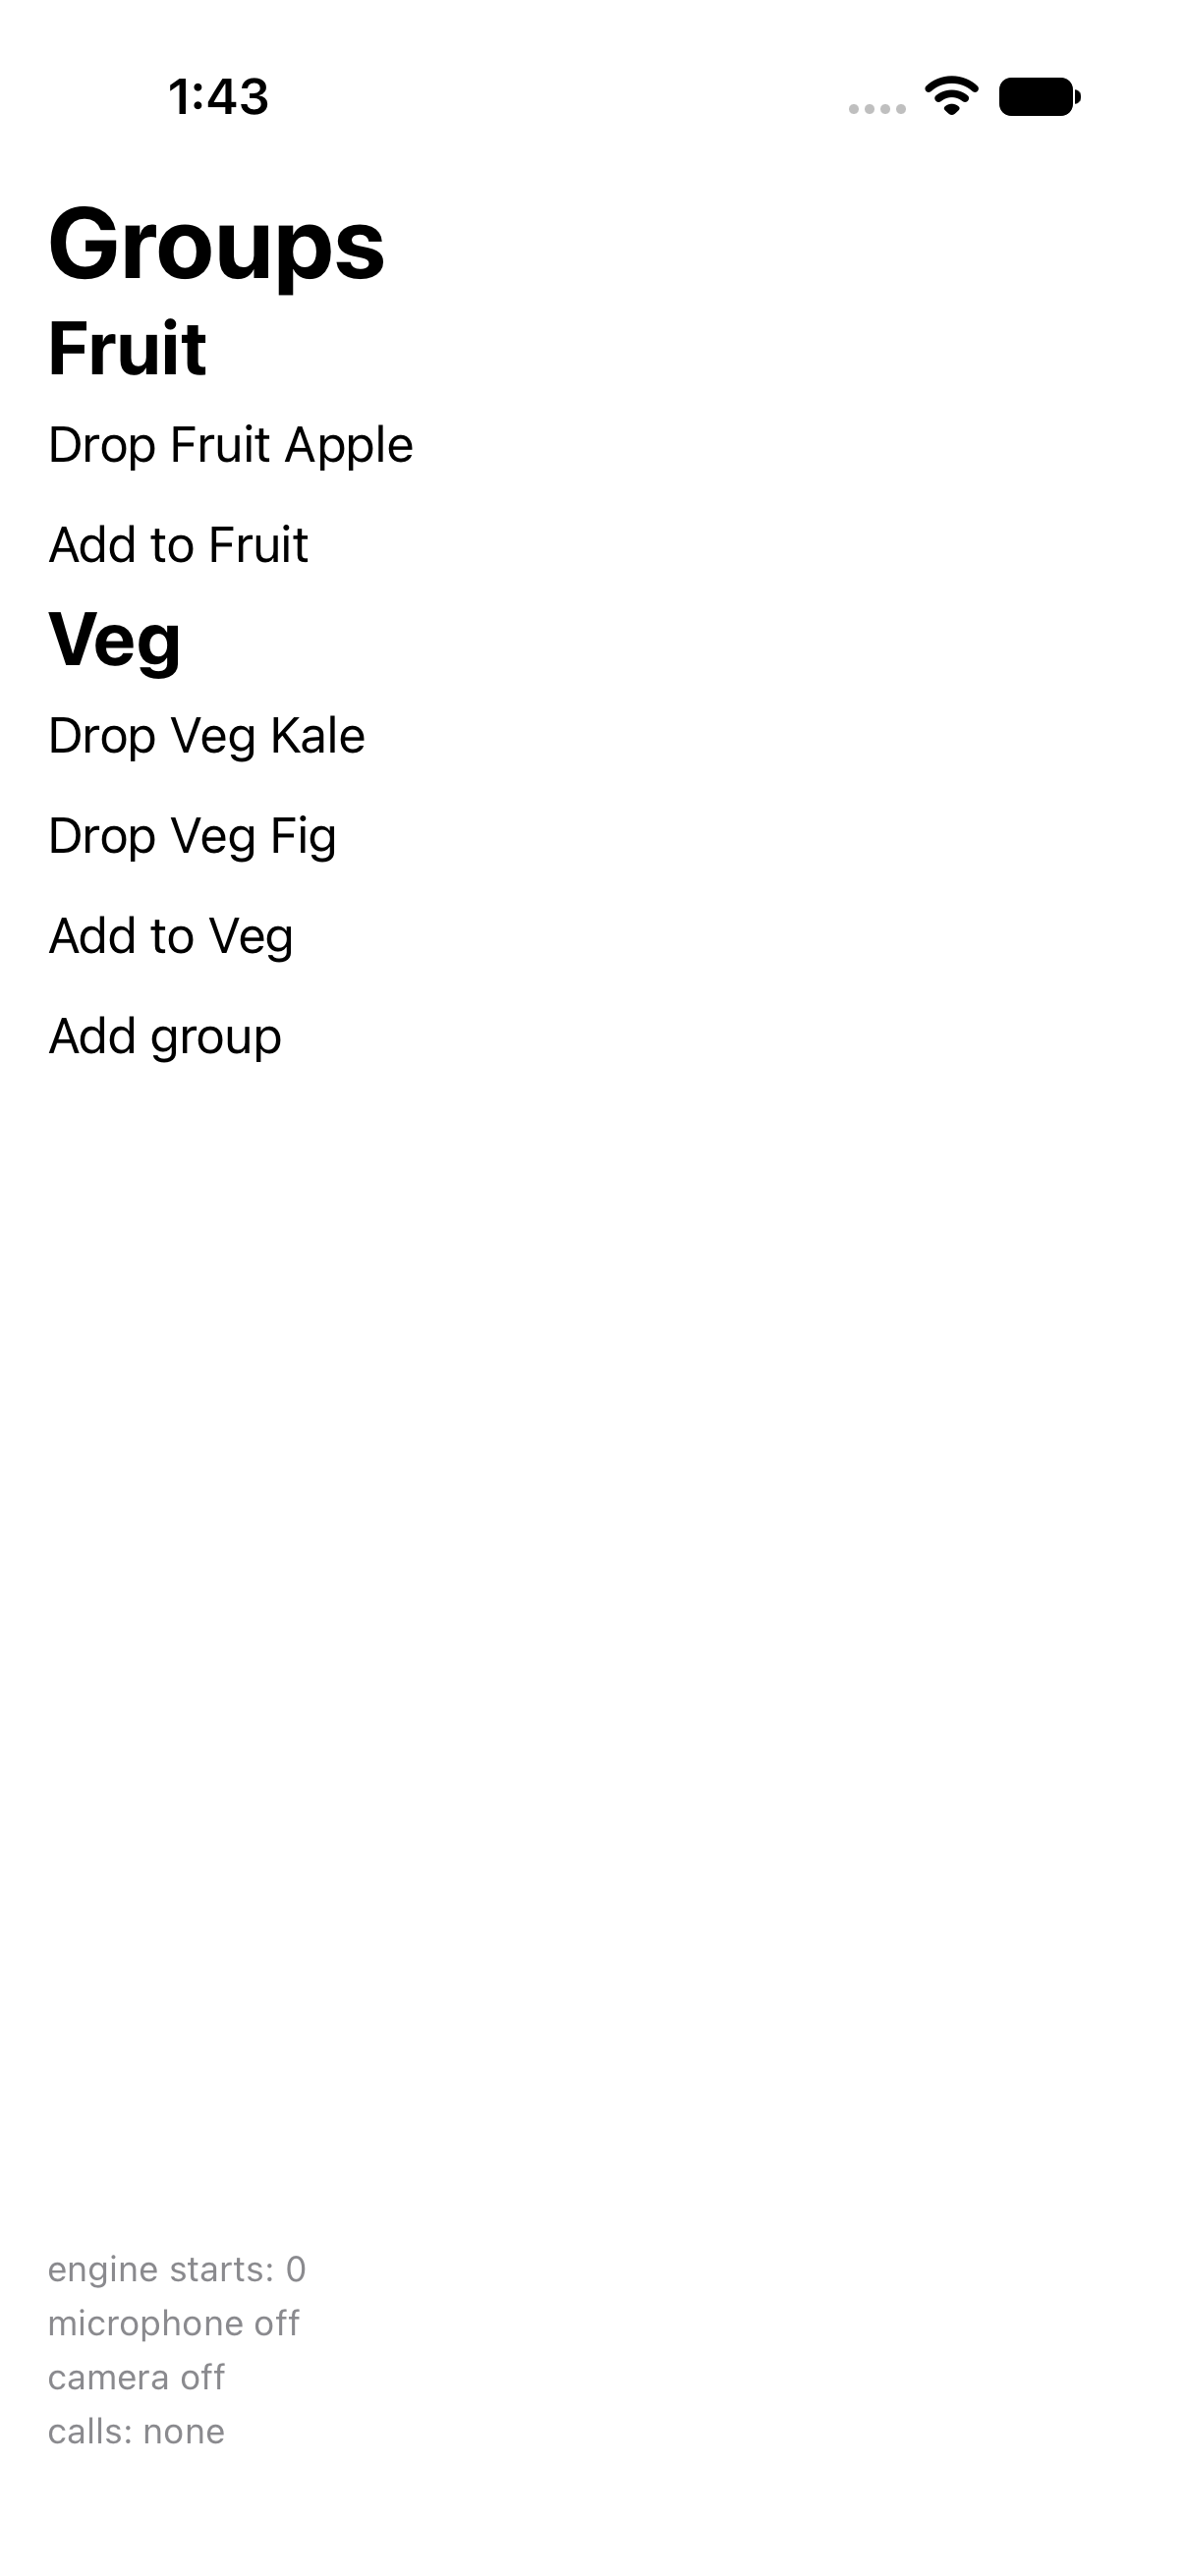 1:43
Groups
Fruit
Drop Fruit Apple
Add to Fruit
Veg
Drop Veg Kale
Drop Veg Fig
Add to Veg
Add group
engine starts: 0
microphone off
camera off
calls: none